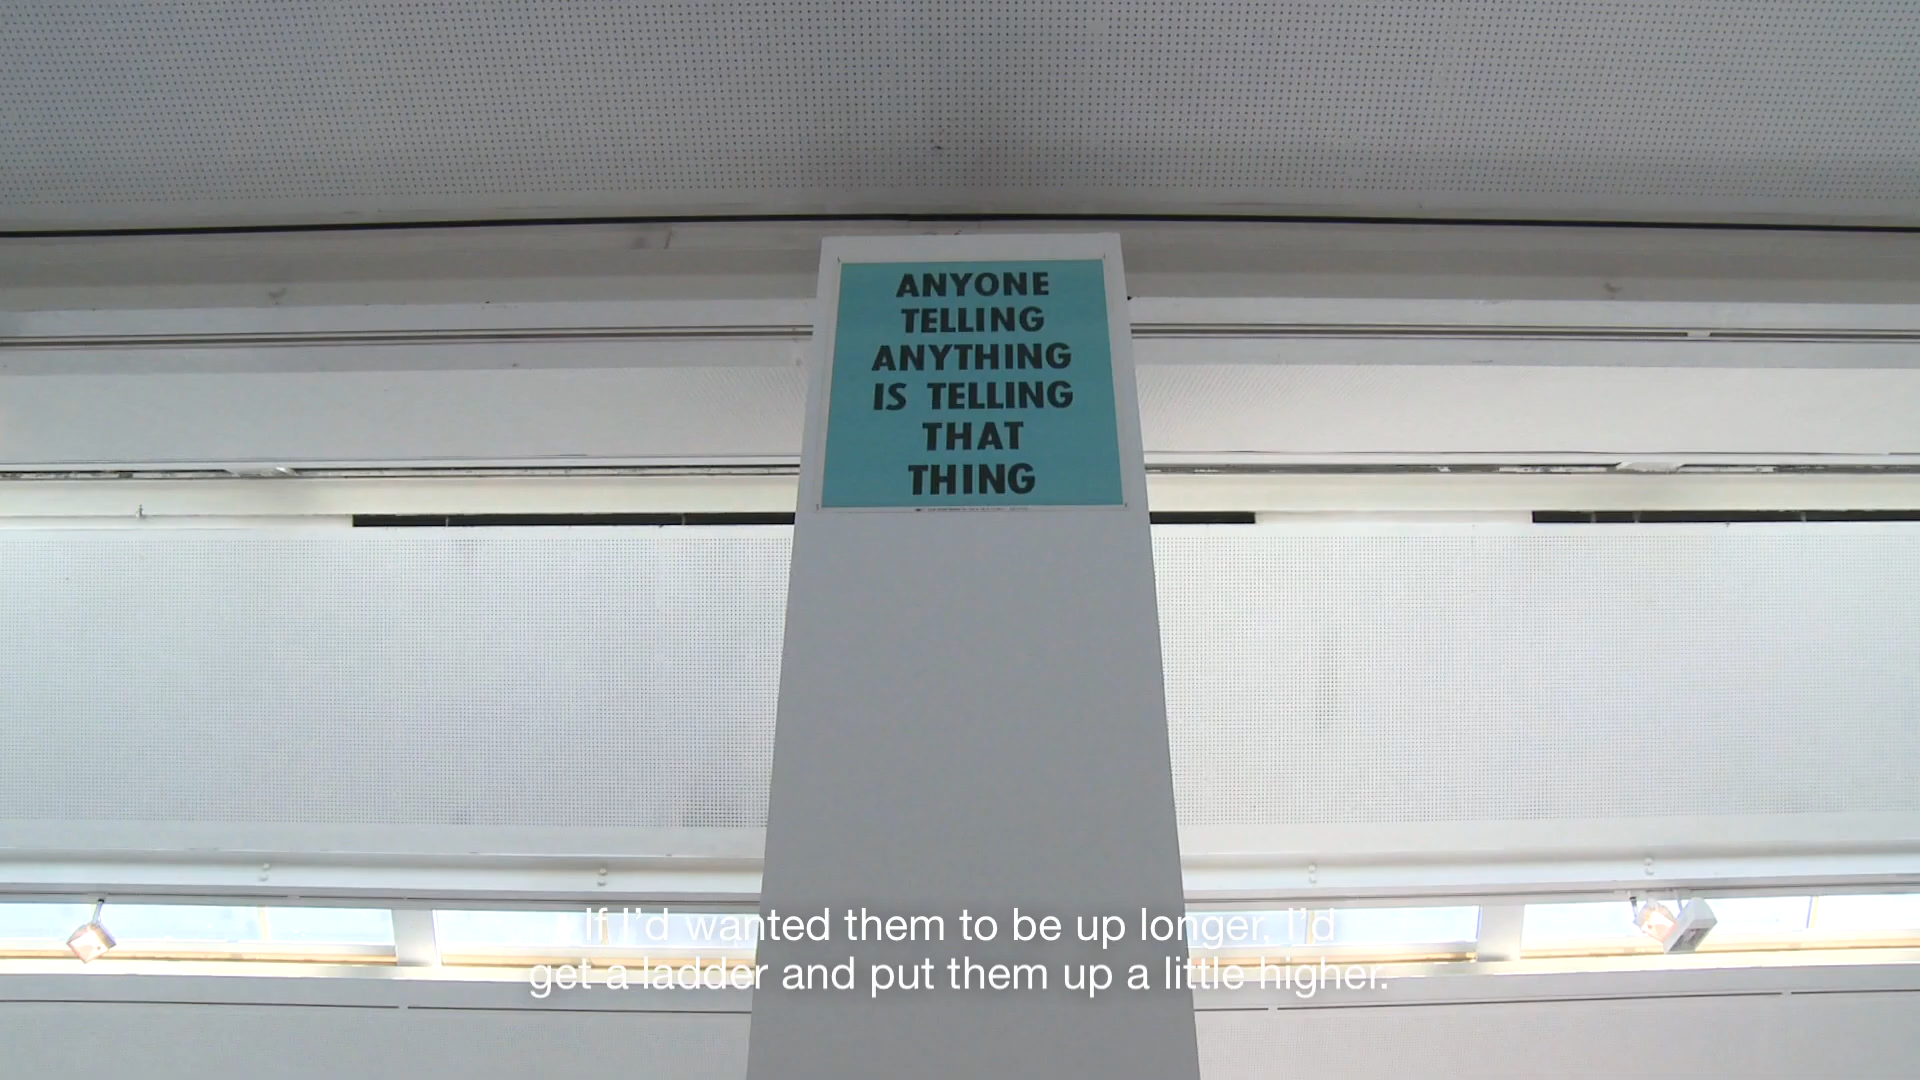 ANYONE
TELLING
ANYTHING
IS TELLING
THAT
THING
If I'd wanted them to be up longer, I'd
get a ladder and put them up a little higher.